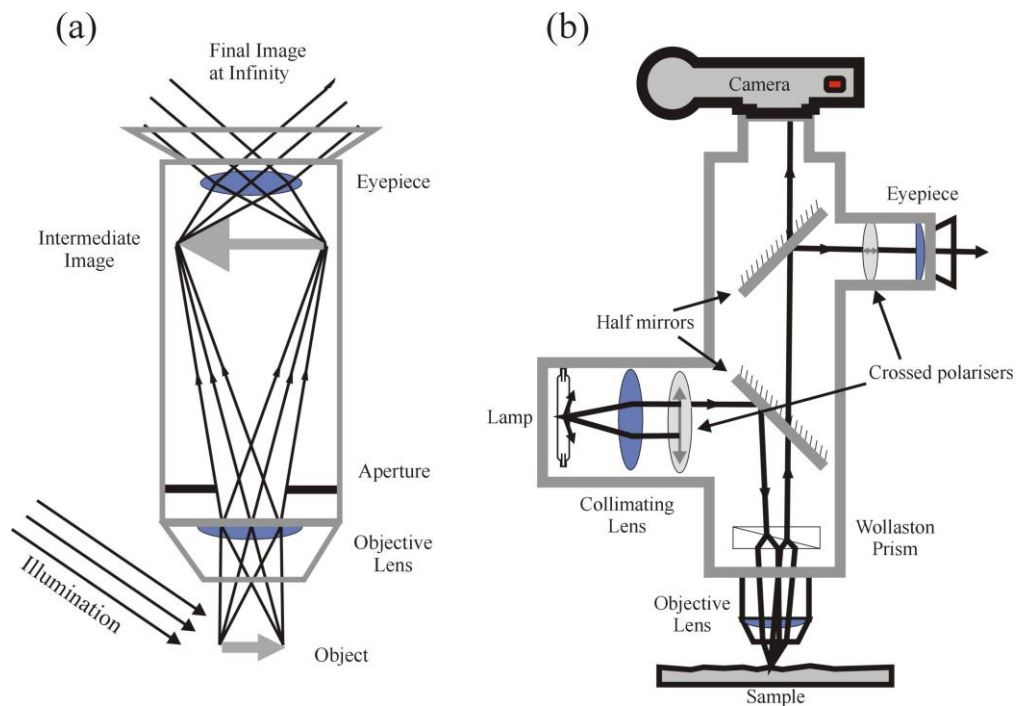 (a)
Final Image
at Infinity
Eyepiece
Intermediate
Image
Aperture
Objective
Lens
Illumination
Object
(b)
Camera
Eyepiece
Half mirrors
Crossed polarisers
Lamp
Collimating
Lens
Wollaston
Prism
Objective
Lens
Sample